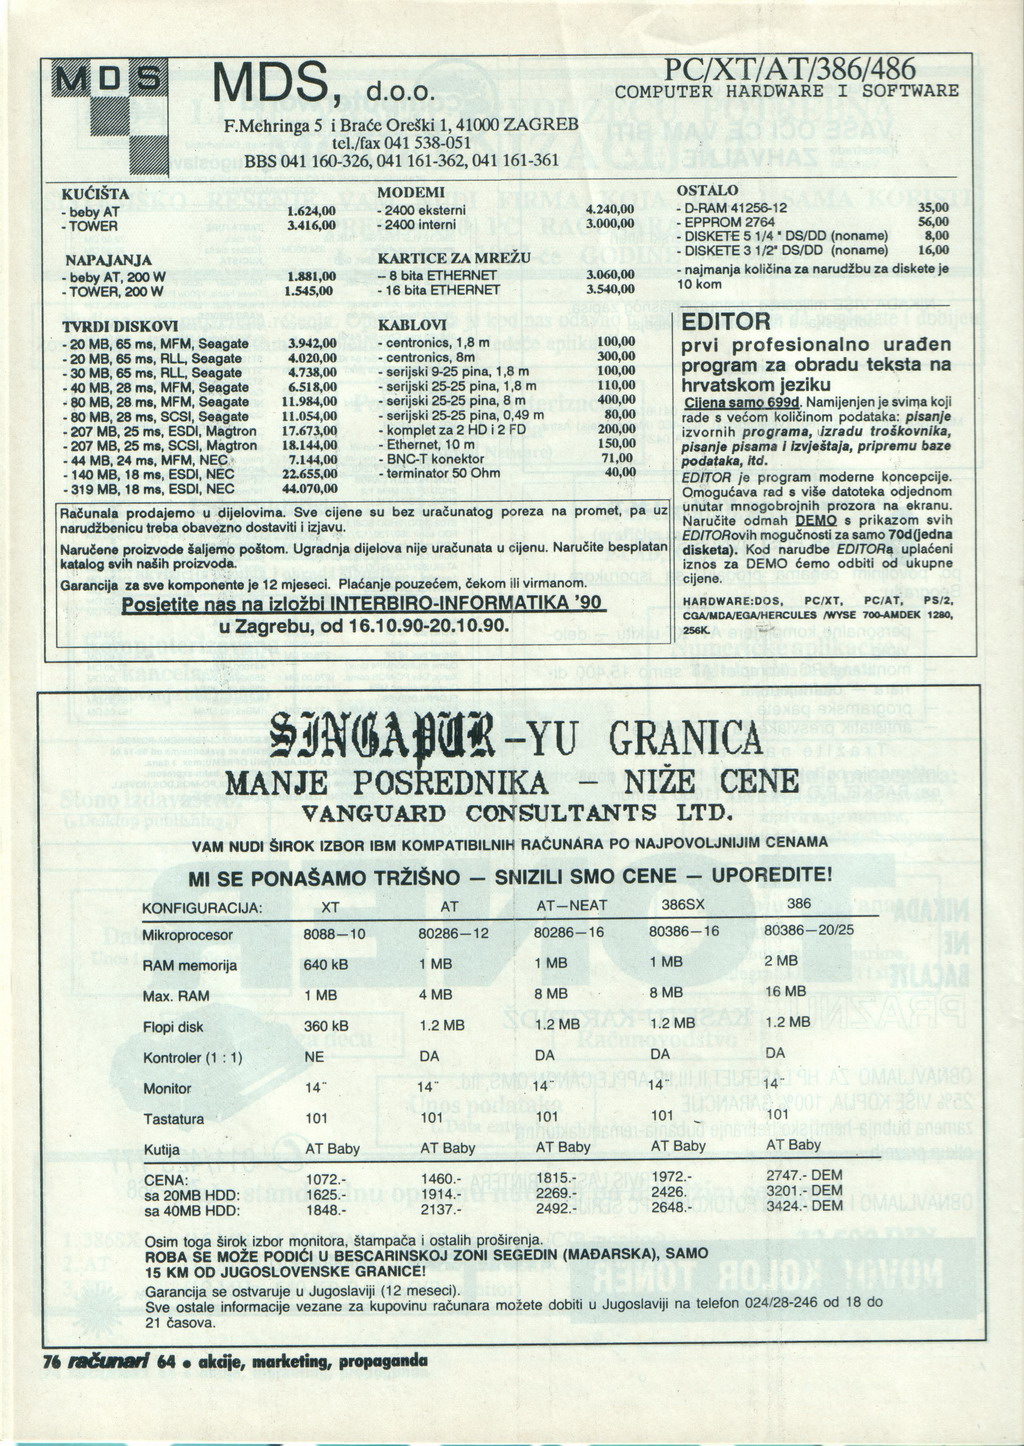 MDS
MDS, d.o.o.
F.Mehringa 5 i Braće Oreški 1, 41000 ZAGREB
tel./fax 041 538-051
BBS 041 160-326, 041 161-362, 041 161-361
PC/XT/AT/386/486
COMPUTER HARDWARE I SOFTWARE
KUĆIŠTA
- beby AT 1.624,00
- TOWER 3.416,00
NAPAJANJA
- beby AT, 200 W 1.881,00
- TOWER, 200 W 1.545,00
TVRDI DISKOVI
- 20 MB, 65 ms, MFM, Seagate 3.942,00
- 20 MB, 65 ms, RLL, Seagate 4.020,00
- 30 MB, 65 ms, RLL, Seagate 4.738,00
- 40 MB, 28 ms, MFM, Seagate 6.518,00
- 80 MB, 28 ms, MFM, Seagate 11.984,00
- 80 MB, 28 ms, SCSI, Seagate 11.054,00
- 207 MB, 25 ms, ESDI, Magtron 17.673,00
- 207 MB, 25 ms, SCSI, Magtron 18.144,00
- 44 MB, 24 ms, MFM, NEC 7.144,00
- 140 MB, 18 ms, ESDI, NEC 22.655,00
- 319 MB, 18 ms, ESDI, NEC 44.070,00
MODEMI
- 2400 eksterni 4.240,00
- 2400 interni 3.000,00
KARTICE ZA MREŽU
-- 8 bita ETHERNET 3.060,00
- 16 bita ETHERNET 3.540,00
KABLOVI
- centronics, 1,8 m 100,00
- centronics, 8m 300,00
- serijski 9-25 pina, 1,8 m 100,00
- serijski 25-25 pina, 1,8 m 110,00
- serijski 25-25 pina, 8 m 400,00
- serijski 25-25 pina, 0,49 m 80,00
- komplet za 2 HD i 2 FD 200,00
- Ethernet, 10 m 150,00
- BNC-T konektor 71,00
- terminator 50 Ohm 40,00
OSTALO
- D-RAM 41256-12 35,00
- EPPROM 2764 56,00
- DISKETE 5 1/4 " DS/DD (noname) 8,00
- DISKETE 3 1/2" DS/DD (noname) 16,00
- najmanja količina za narudžbu za diskete je
10 kom
Računala prodajemo u dijelovima. Sve cijene su bez uračunatog poreza na promet, pa uz
narudžbenicu treba obavezno dostaviti i izjavu.
Naručene proizvode šaljemo poštom. Ugradnja dijelova nije uračunata u cijenu. Naručite besplatan
katalog svih naših proizvoda.
Garancija za sve komponente je 12 mjeseci. Plaćanje pouzećem, čekom ili virmanom.
Posjetite nas na izložbi INTERBIRO-INFORMATIKA '90
u Zagrebu, od 16.10.90-20.10.90.
EDITOR
prvi profesionalno urađen
program za obradu teksta na
hrvatskom jeziku
Cijena samo 699d. Namijenjen je svima koji
rade s većom količinom podataka: pisanje
izvornih programa, izradu troškovnika,
pisanje pisama i izvještaja, pripremu baze
podataka, itd.
EDITOR je program moderne koncepcije.
Omogućava rad s više datoteka odjednom
unutar mnogobrojnih prozora na ekranu.
Naručite odmah DEMO s prikazom svih
EDITORovih mogućnosti za samo 70d(jedna
disketa). Kod narudbe EDITORa uplaćeni
iznos za DEMO ćemo odbiti od ukupne
cijene.
HARDWARE:DOS, PC/XT, PC/AT, PS/2,
CGA/MDA/EGA/HERCULES /WYSE 700-AMDEK 1280,
256K.
SINGAPUR-YU GRANICA
MANJE POSREDNIKA - NIŽE CENE
VANGUARD CONSULTANTS LTD.
VAM NUDI ŠIROK IZBOR IBM KOMPATIBILNIH RAČUNARA PO NAJPOVOLJNIJIM CENAMA
MI SE PONAŠAMO TRŽIŠNO — SNIZILI SMO CENE — UPOREDITE!
KONFIGURACIJA: XT AT AT-NEAT 386SX 386
Mikroprocesor 8088-10 80286-12 80286-16 80386-16 80386-20/25
RAM memorija 640 kB 1 MB 1 MB 1 MB 2 MB
Max. RAM 1 MB 4 MB 8 MB 8 MB 16 MB
Flopi disk 360 kB 1.2 MB 1.2 MB 1.2 MB 1.2 MB
Kontroler (1 : 1) NE DA DA DA DA
Monitor 14" 14" 14" 14" 14"
Tastatura 101 101 101 101 101
Kutija AT Baby AT Baby AT Baby AT Baby AT Baby
CENA: 1072.- 1460.- 1815.- 1972.- 2747.- DEM
sa 20MB HDD: 1625.- 1914.- 2269.- 2426. 3201.- DEM
sa 40MB HDD: 1848.- 2137.- 2492.- 2648.- 3424.- DEM
Osim toga širok izbor monitora, štampača i ostalih proširenja.
ROBA SE MOŽE PODIĆI U BESCARINSKOJ ZONI SEGEDIN (MAĐARSKA), SAMO
15 KM OD JUGOSLOVENSKE GRANICE!
Garancija se ostvaruje u Jugoslaviji (12 meseci).
Sve ostale informacije vezane za kupovinu računara možete dobiti u Jugoslaviji na telefon 024/28-246 od 18 do
21 časova.
76 računari 64 • akcije, marketing, propaganda